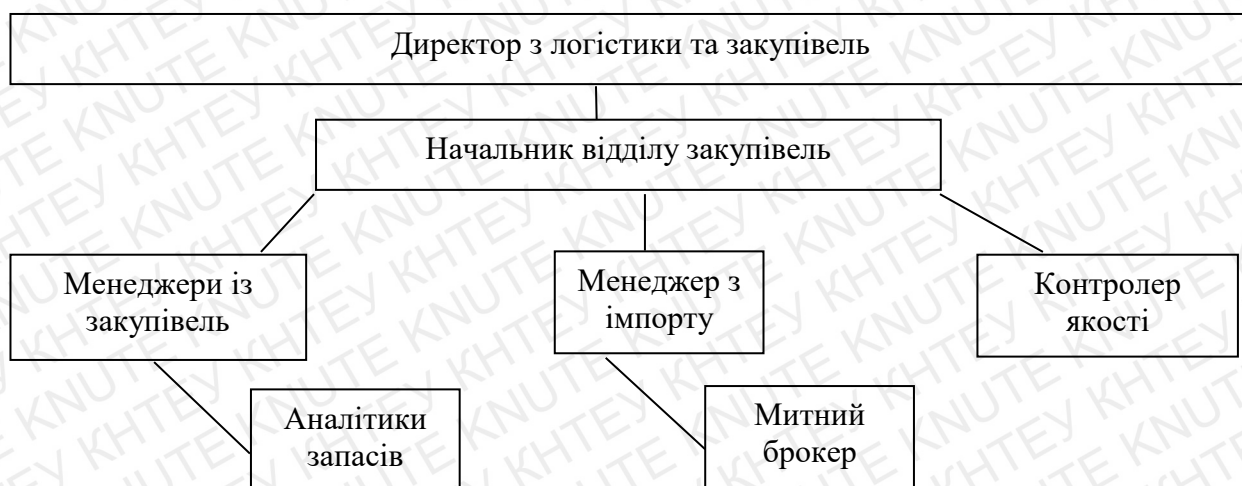 Директор з логістики та закупівель
Начальник відділу закупівель
Менеджери із
закупівель
Менеджер з
імпорту
Контролер
якості
Аналітики
запасів
Митний
брокер